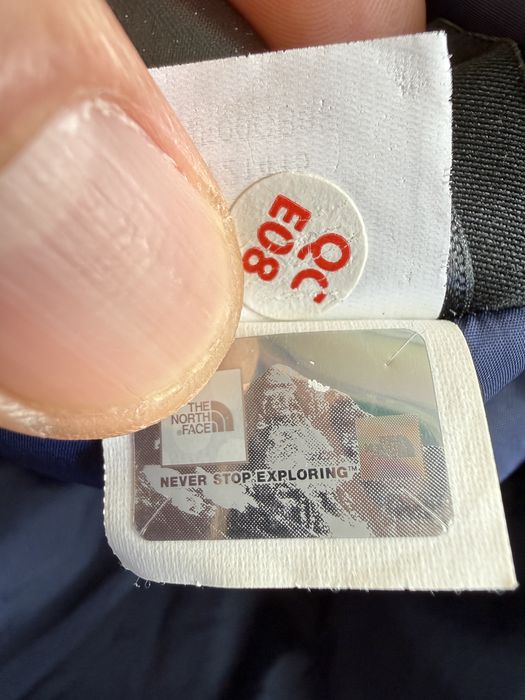 QC
E08
THE
NORTH
FACE
NEVER STOP EXPLORING™